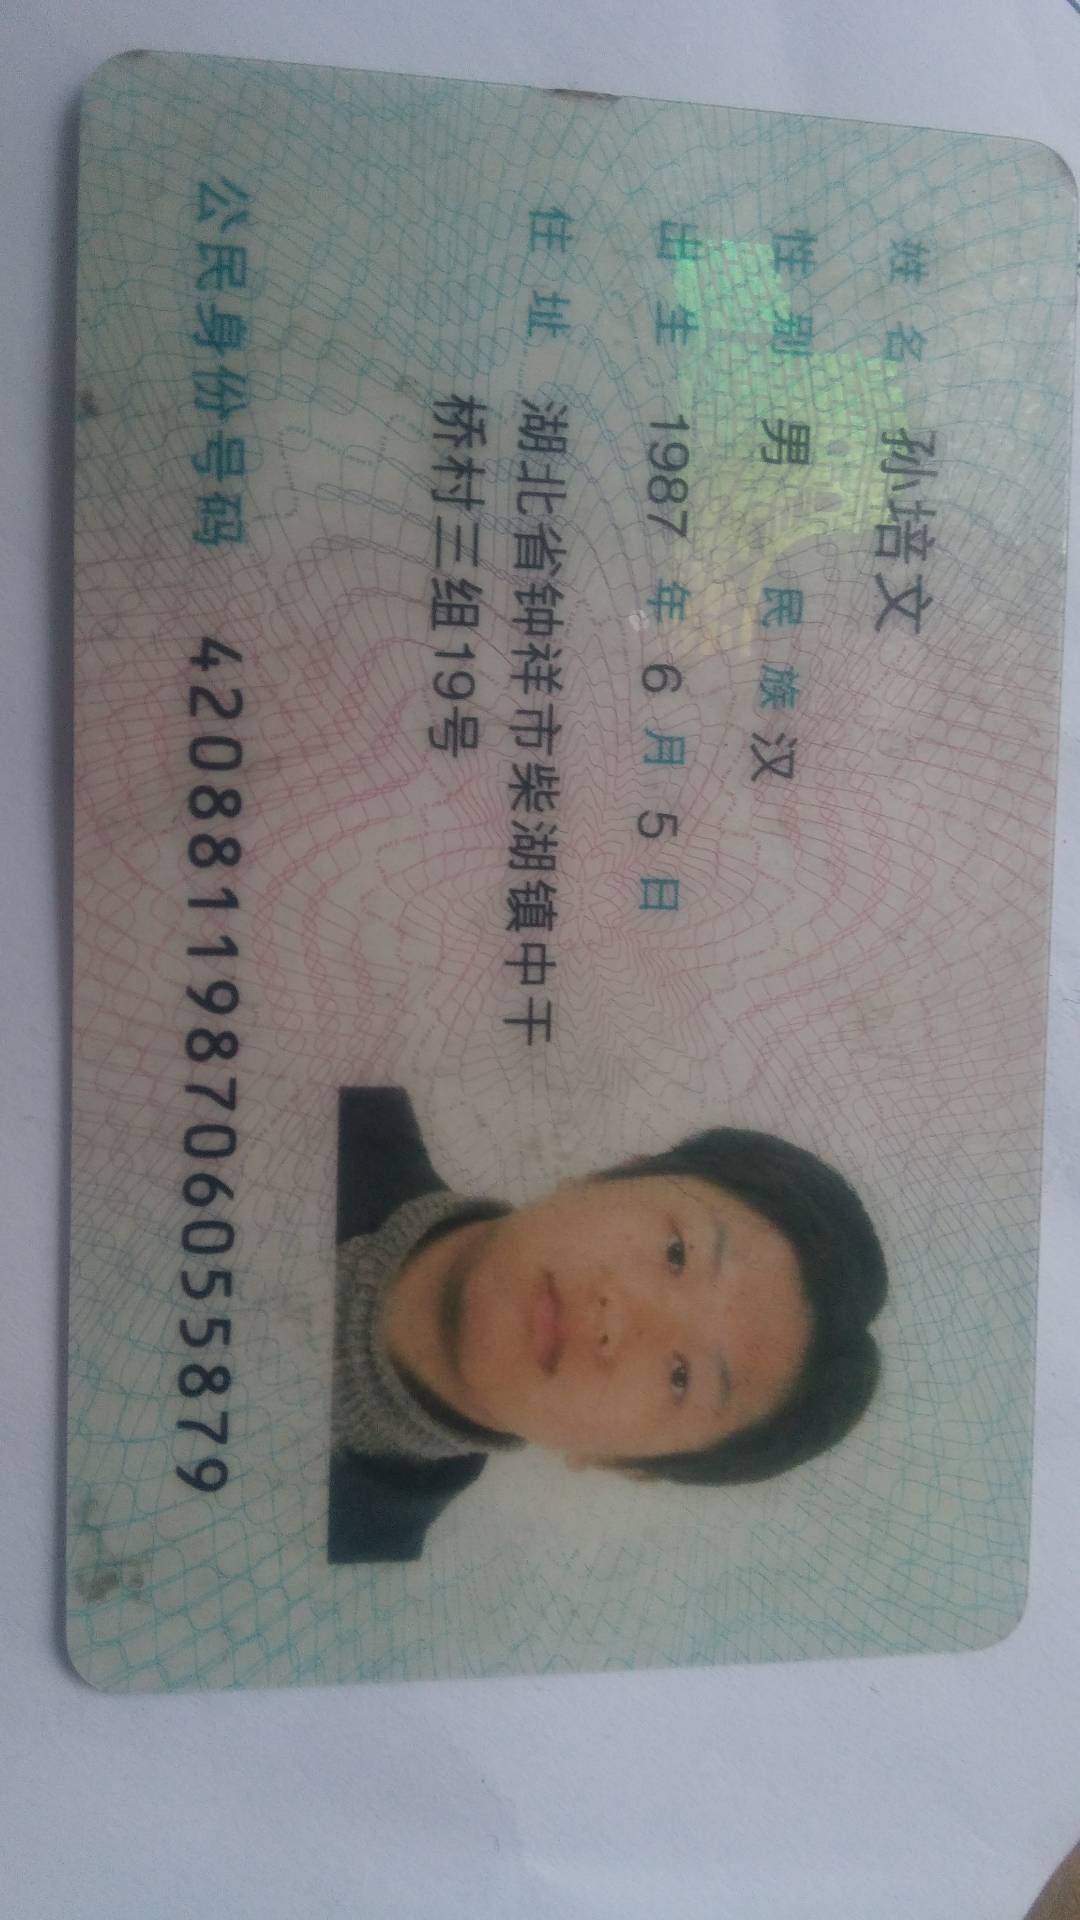 姓名 孙培文
性别 男 民族 汉
出生 1987 年 6 月 5 日
住址 湖北省钟祥市柴湖镇中干
桥村三组19号
公民身份号码 420881198706055879